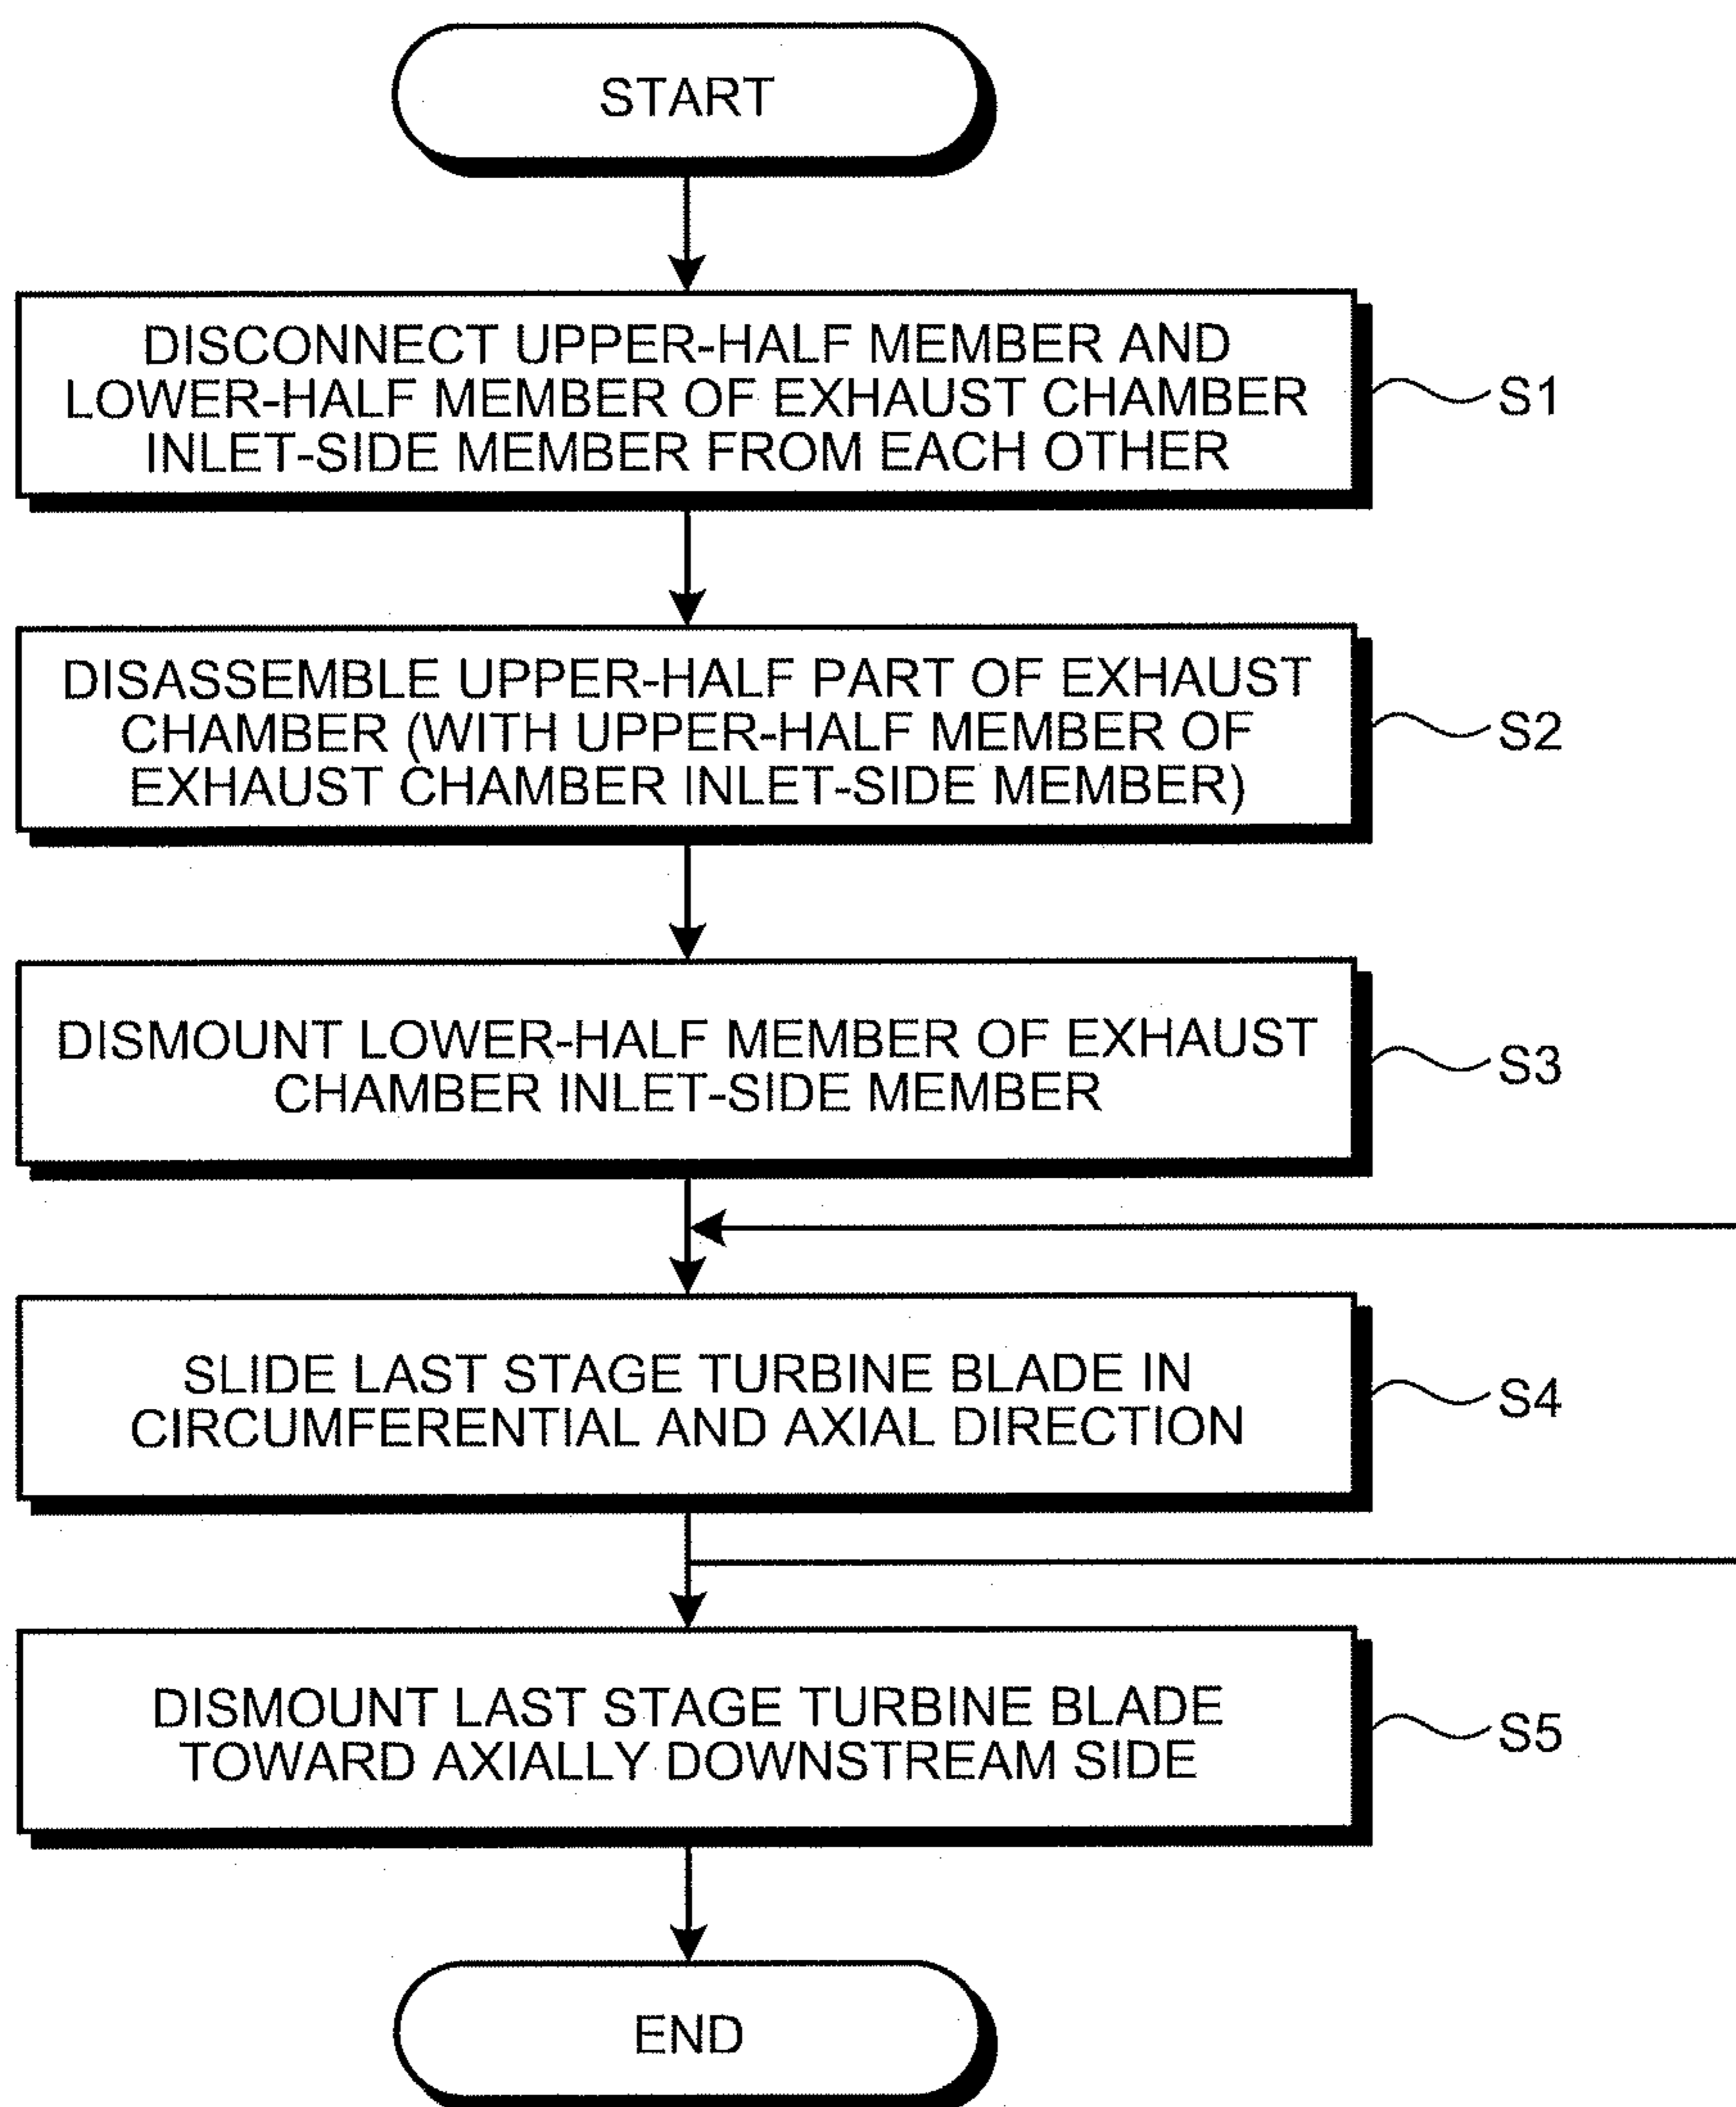 START
DISCONNECT UPPER-HALF MEMBER AND
LOWER-HALF MEMBER OF EXHAUST CHAMBER
INLET-SIDE MEMBER FROM EACH OTHER
S1
DISASSEMBLE UPPER-HALF PART OF EXHAUST
CHAMBER (WITH UPPER-HALF MEMBER OF
EXHAUST CHAMBER INLET-SIDE MEMBER)
S2
DISMOUNT LOWER-HALF MEMBER OF EXHAUST
CHAMBER INLET-SIDE MEMBER
S3
SLIDE LAST STAGE TURBINE BLADE IN
CIRCUMFERENTIAL AND AXIAL DIRECTION
S4
DISMOUNT LAST STAGE TURBINE BLADE
TOWARD AXIALLY DOWNSTREAM SIDE
S5
END